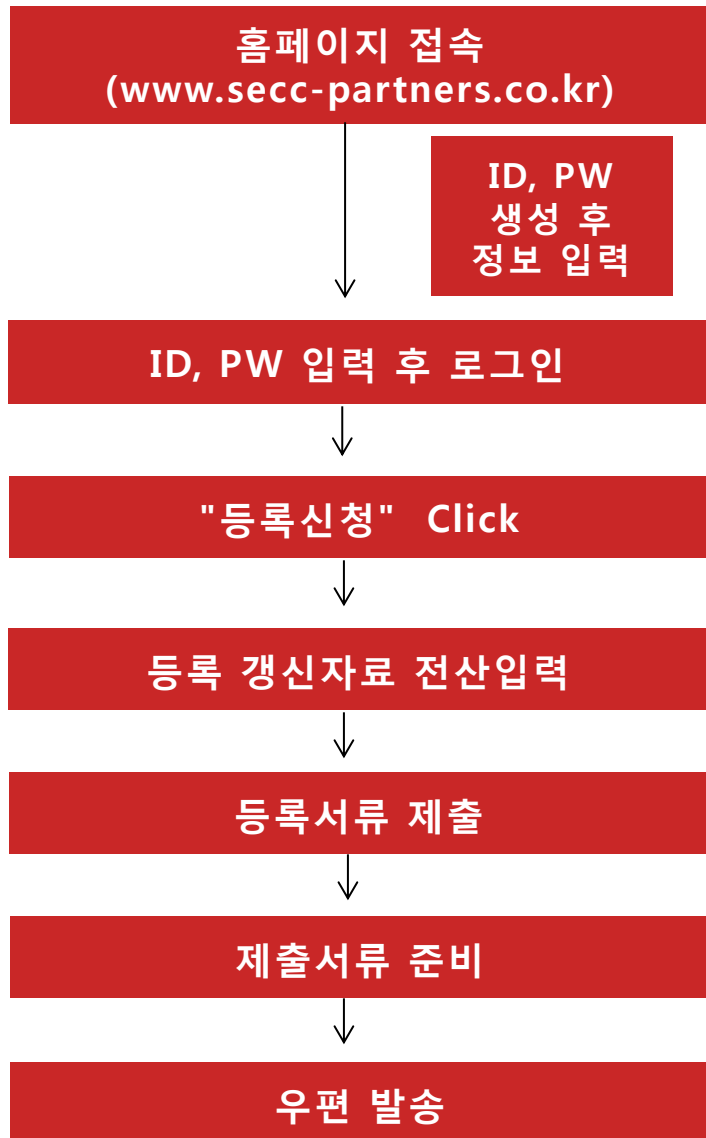 홈페이지 접속
(www.secc-partners.co.kr)
ID, PW
생성 후
정보 입력
ID, PW 입력 후 로그인
"등록신청" Click
등록 갱신자료 전산입력
등록서류 제출
제출서류 준비
우편 발송